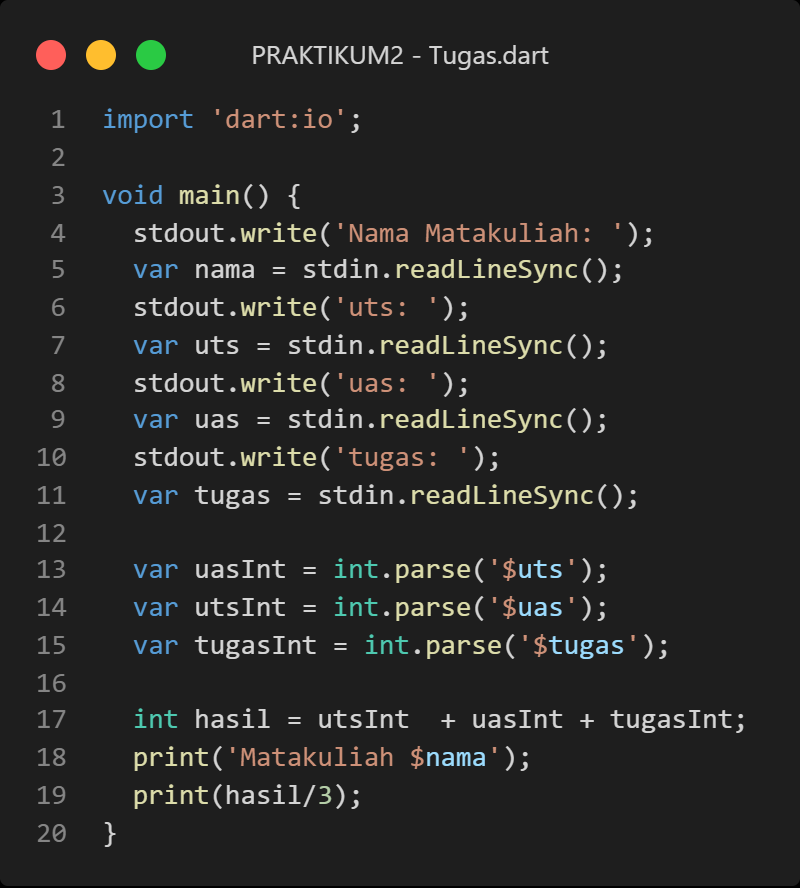 PRAKTIKUM2 - Tugas.dart
1 import 'dart:io';
2
3 void main() {
4   stdout.write('Nama Matakuliah: ');
5   var nama = stdin.readLineSync();
6   stdout.write('uts: ');
7   var uts = stdin.readLineSync();
8   stdout.write('uas: ');
9   var uas = stdin.readLineSync();
10   stdout.write('tugas: ');
11   var tugas = stdin.readLineSync();
12
13   var uasInt = int.parse('$uts');
14   var utsInt = int.parse('$uas');
15   var tugasInt = int.parse('$tugas');
16
17   int hasil = utsInt  + uasInt + tugasInt;
18   print('Matakuliah $nama');
19   print(hasil/3);
20 }